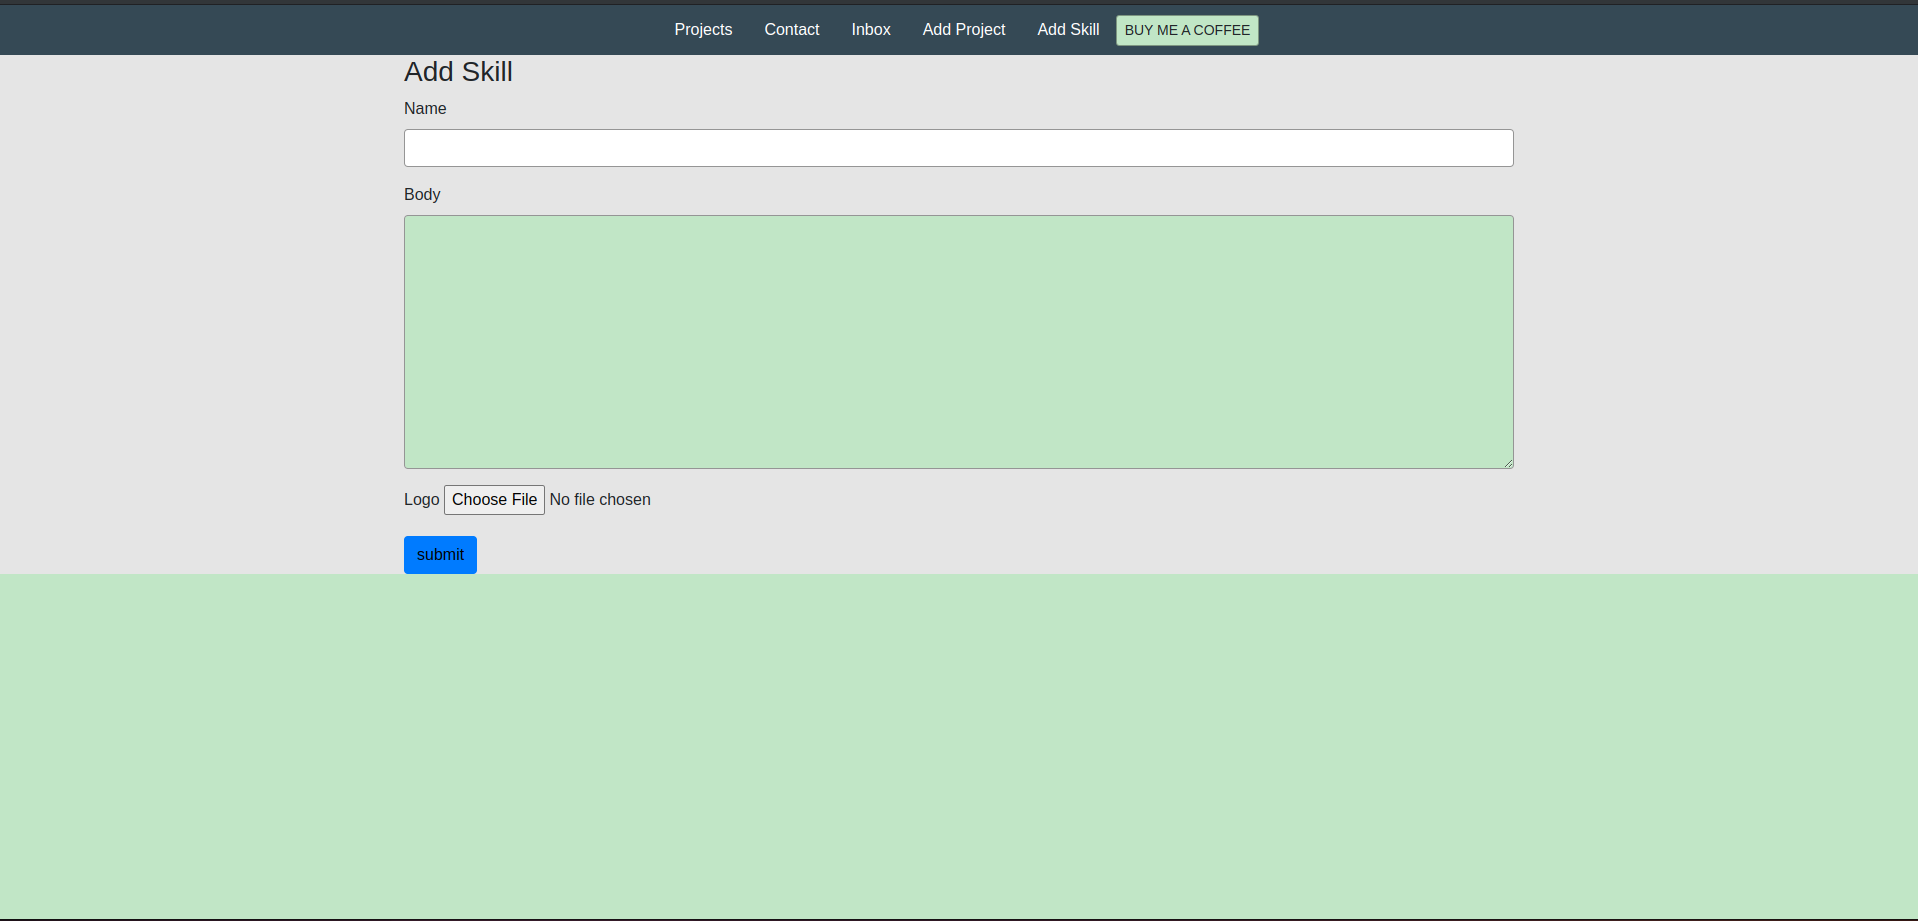 Projects Contact Inbox Add Project Add Skill BUY ME A COFFEE
Add Skill
Name
Body
Logo Choose File No file chosen
submit